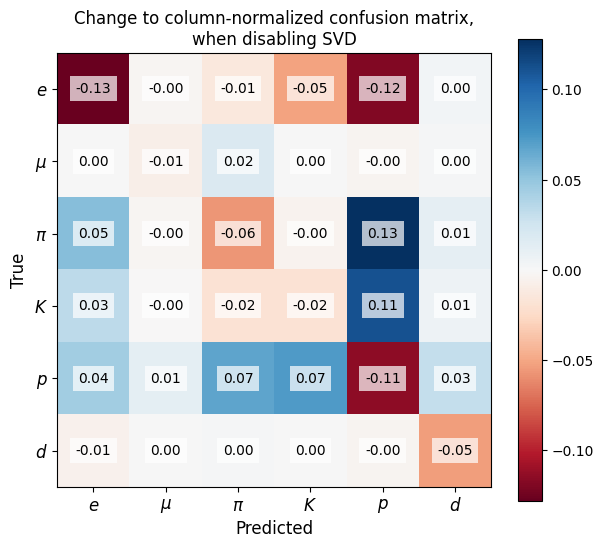 Change to column-normalized confusion matrix,
when disabling SVD
e -0.13 -0.00 -0.01 -0.05 -0.12 0.00
μ 0.00 -0.01 0.02 0.00 -0.00 0.00
π 0.05 -0.00 -0.06 -0.00 0.13 0.01
K 0.03 -0.00 -0.02 -0.02 0.11 0.01
p 0.04 0.01 0.07 0.07 -0.11 0.03
d -0.01 0.00 0.00 0.00 -0.00 -0.05
e μ π K p d
Predicted
True
0.10
0.05
0.00
−0.05
−0.10